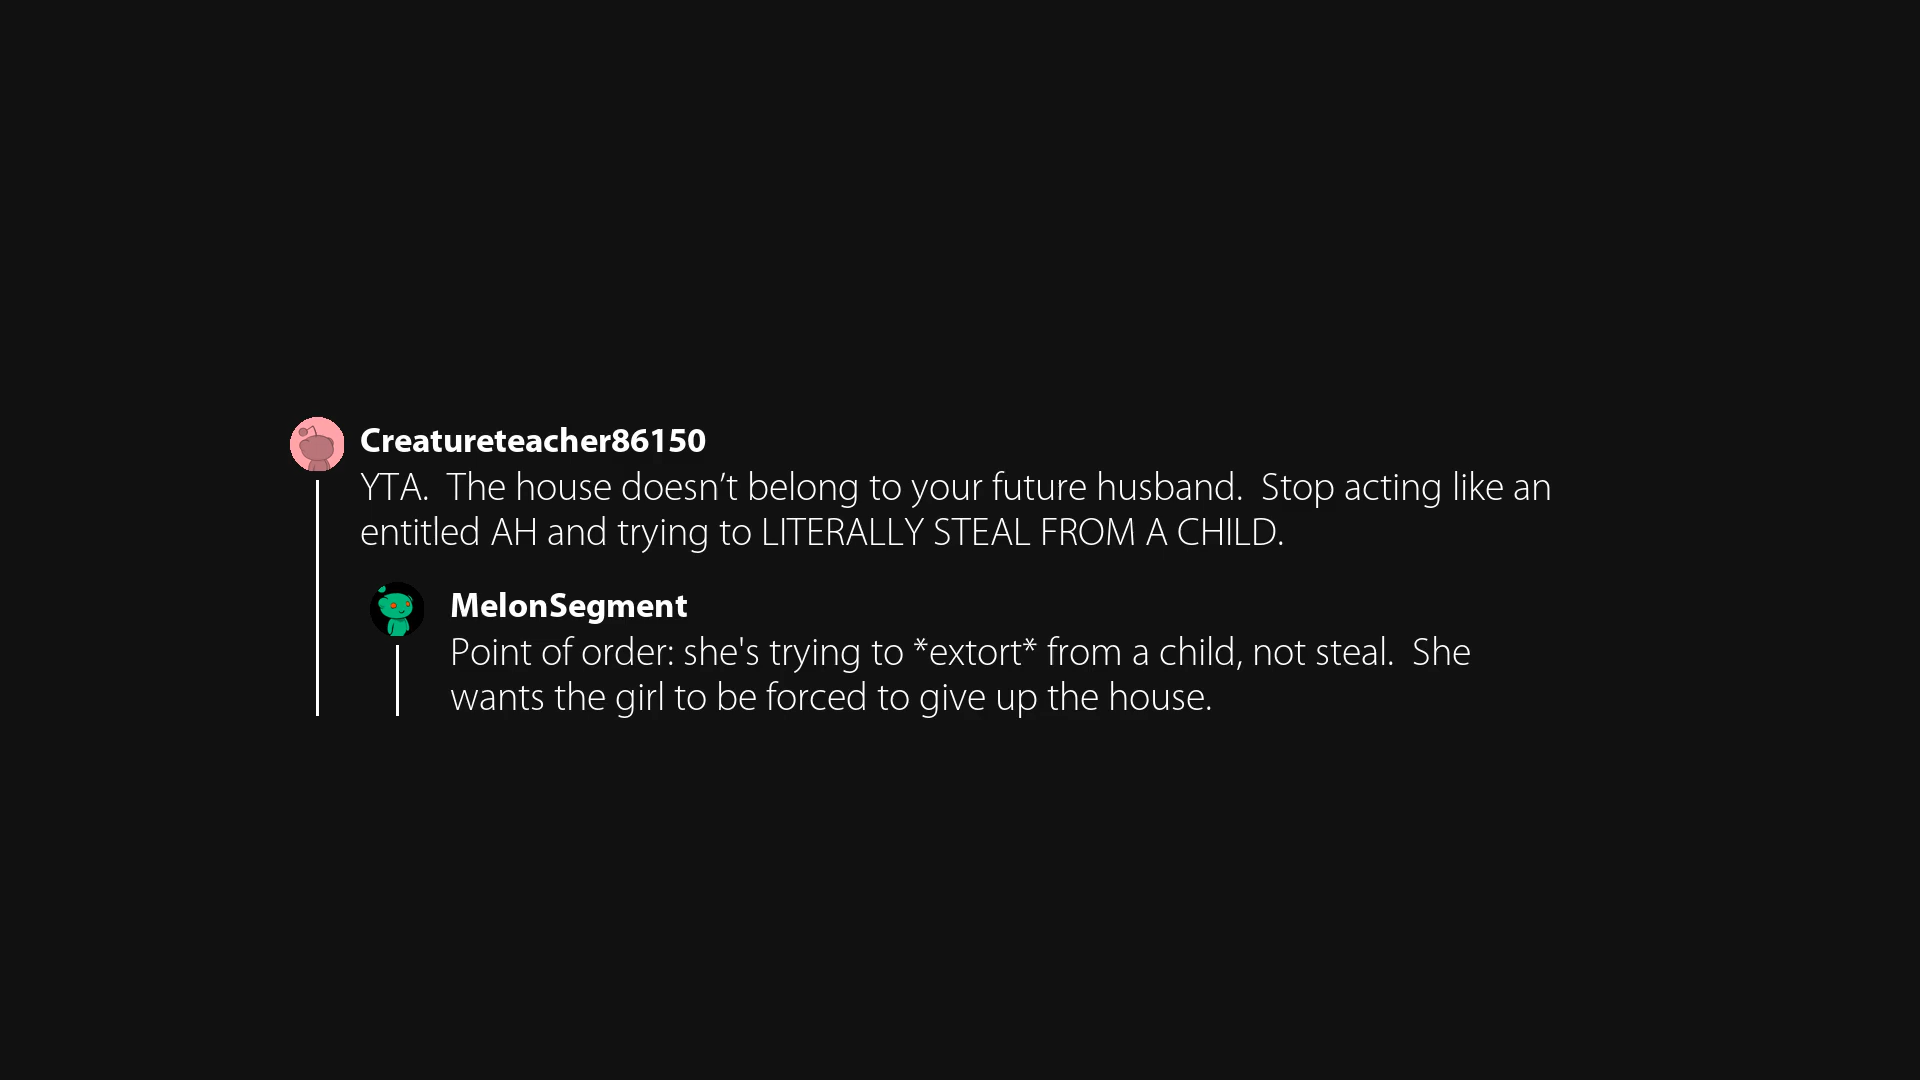 Creatureteacher86150
YTA.  The house doesn’t belong to your future husband.  Stop acting like an
entitled AH and trying to LITERALLY STEAL FROM A CHILD.
MelonSegment
Point of order: she's trying to *extort* from a child, not steal.  She
wants the girl to be forced to give up the house.